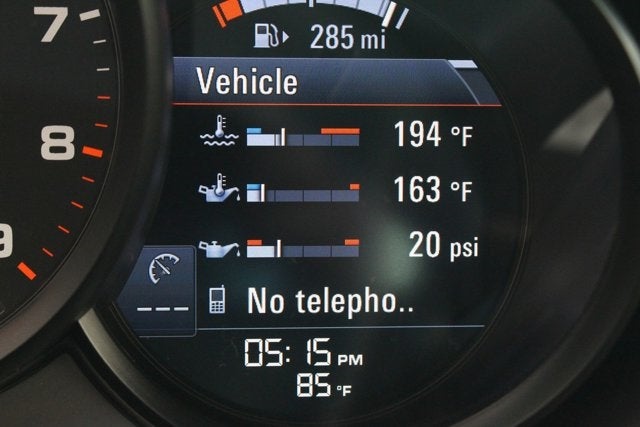 7
285 mi
Vehicle
194 °F
8
163 °F
20 psi
9
---
No telepho..
05:15 PM
85 °F